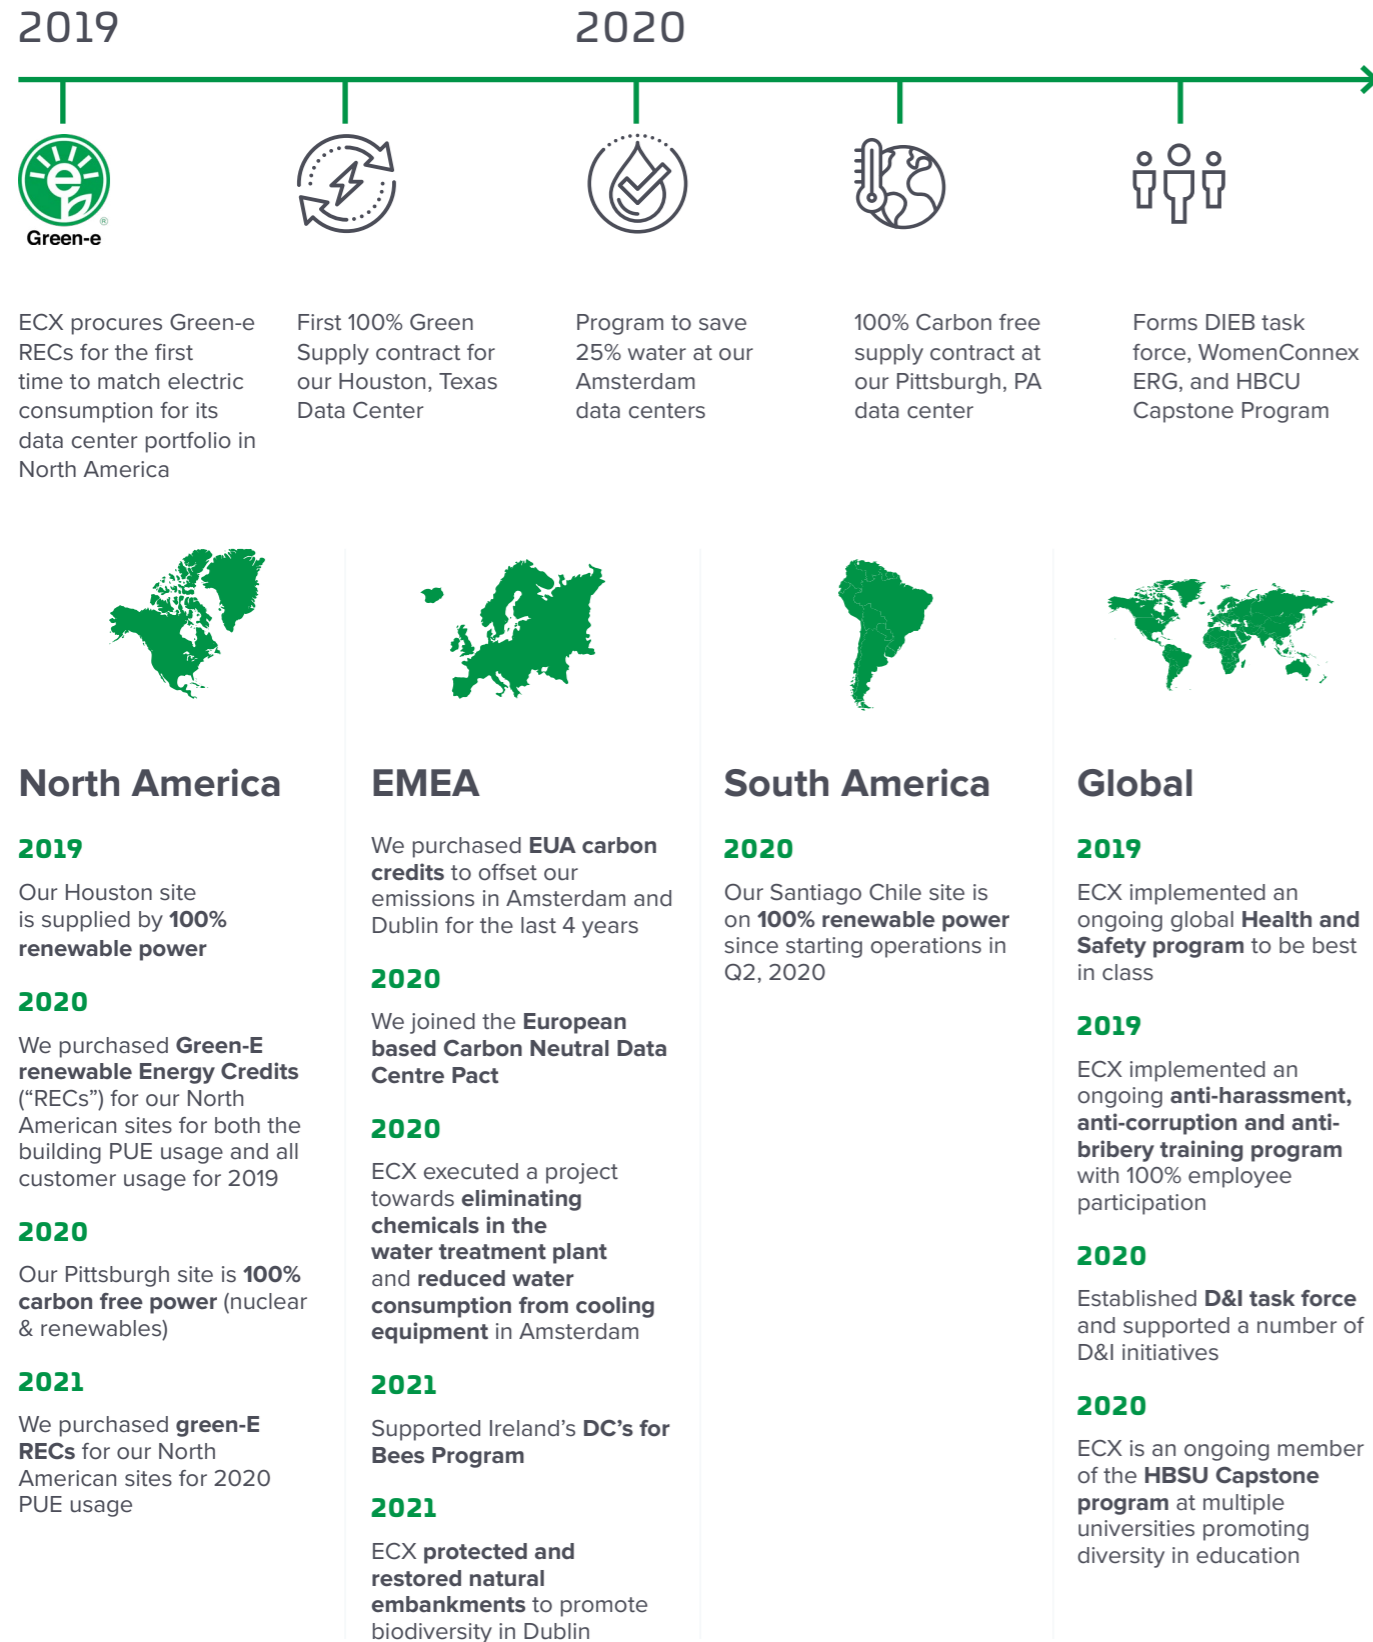 2019
2020
Green-e
®
ECX procures Green-e
RECs for the first
time to match electric
consumption for its
data center portfolio in
North America
First 100% Green
Supply contract for
our Houston, Texas
Data Center
Program to save
25% water at our
Amsterdam
data centers
100% Carbon free
supply contract at
our Pittsburgh, PA
data center
Forms DIEB task
force, WomenConnex
ERG, and HBCU
Capstone Program
North America
2019
Our Houston site
is supplied by 100%
renewable power
2020
We purchased Green-E
renewable Energy Credits
(“RECs”) for our North
American sites for both the
building PUE usage and all
customer usage for 2019
2020
Our Pittsburgh site is 100%
carbon free power (nuclear
& renewables)
2021
We purchased green-E
RECs for our North
American sites for 2020
PUE usage
EMEA
We purchased EUA carbon
credits to offset our
emissions in Amsterdam and
Dublin for the last 4 years
2020
We joined the European
based Carbon Neutral Data
Centre Pact
2020
ECX executed a project
towards eliminating
chemicals in the
water treatment plant
and reduced water
consumption from cooling
equipment in Amsterdam
2021
Supported Ireland’s DC’s for
Bees Program
2021
ECX protected and
restored natural
embankments to promote
biodiversity in Dublin
South America
2020
Our Santiago Chile site is
on 100% renewable power
since starting operations in
Q2, 2020
Global
2019
ECX implemented an
ongoing global Health and
Safety program to be best
in class
2019
ECX implemented an
ongoing anti-harassment,
anti-corruption and anti-
bribery training program
with 100% employee
participation
2020
Established D&I task force
and supported a number of
D&I initiatives
2020
ECX is an ongoing member
of the HBSU Capstone
program at multiple
universities promoting
diversity in education